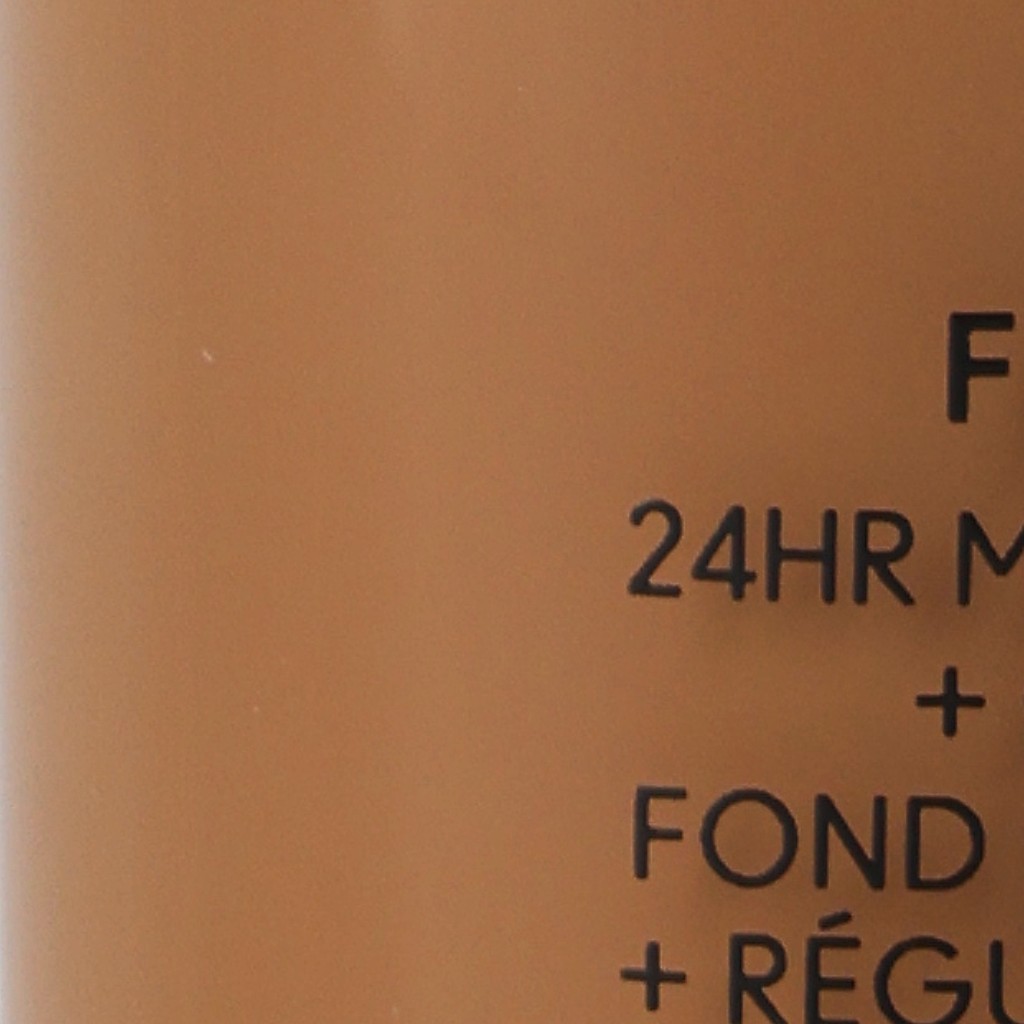 F
24HR M
+
FOND
+ RÉGU